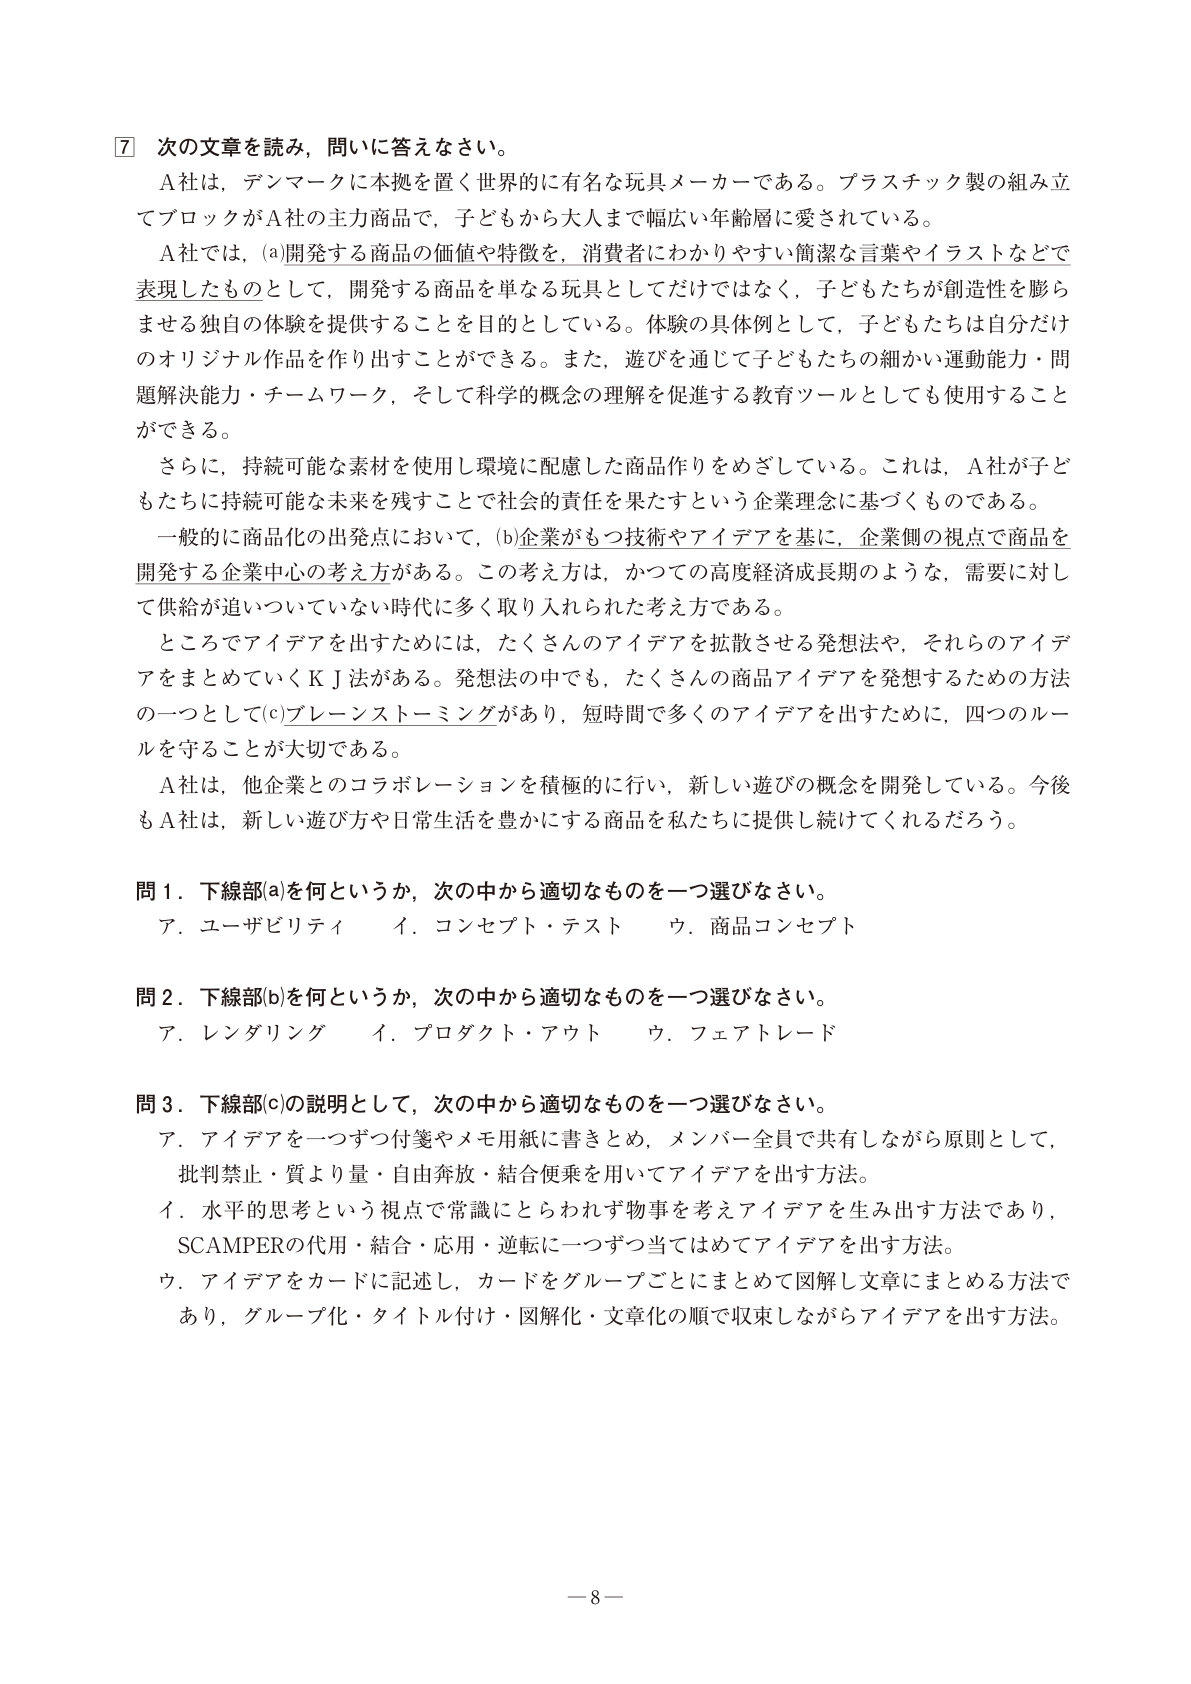 7 次の文章を読み，問いに答えなさい。
A社は，デンマークに本拠を置く世界的に有名な玩具メーカーである。プラスチック製の組み立
てブロックがA社の主力商品で，子どもから大人まで幅広い年齢層に愛されている。
A社では，(a)開発する商品の価値や特徴を，消費者にわかりやすい簡潔な言葉やイラストなどで
表現したものとして，開発する商品を単なる玩具としてだけではなく，子どもたちが創造性を膨ら
ませる独自の体験を提供することを目的としている。体験の具体例として，子どもたちは自分だけ
のオリジナル作品を作り出すことができる。また，遊びを通じて子どもたちの細かい運動能力・問
題解決能力・チームワーク，そして科学的概念の理解を促進する教育ツールとしても使用すること
ができる。
さらに，持続可能な素材を使用し環境に配慮した商品作りをめざしている。これは，A社が子ど
もたちに持続可能な未来を残すことで社会的責任を果たすという企業理念に基づくものである。
一般的に商品化の出発点において，(b)企業がもつ技術やアイデアを基に，企業側の視点で商品を
開発する企業中心の考え方がある。この考え方は，かつての高度経済成長期のような，需要に対し
て供給が追いついていない時代に多く取り入れられた考え方である。
ところでアイデアを出すためには，たくさんのアイデアを拡散させる発想法や，それらのアイデ
アをまとめていくＫＪ法がある。発想法の中でも，たくさんの商品アイデアを発想するための方法
の一つとして(c)ブレーンストーミングがあり，短時間で多くのアイデアを出すために，四つのルー
ルを守ることが大切である。
A社は，他企業とのコラボレーションを積極的に行い，新しい遊びの概念を開発している。今後
もA社は，新しい遊び方や日常生活を豊かにする商品を私たちに提供し続けてくれるだろう。
問1．下線部(a)を何というか，次の中から適切なものを一つ選びなさい。
ア．ユーザビリティ　イ．コンセプト・テスト　ウ．商品コンセプト
問2．下線部(b)を何というか，次の中から適切なものを一つ選びなさい。
ア．レンダリング　イ．プロダクト・アウト　ウ．フェアトレード
問3．下線部(c)の説明として，次の中から適切なものを一つ選びなさい。
ア．アイデアを一つずつ付箋やメモ用紙に書きとめ，メンバー全員で共有しながら原則として，
批判禁止・質より量・自由奔放・結合便乗を用いてアイデアを出す方法。
イ．水平的思考という視点で常識にとらわれず物事を考えアイデアを生み出す方法であり，
SCAMPERの代用・結合・応用・逆転に一つずつ当てはめてアイデアを出す方法。
ウ．アイデアをカードに記述し，カードをグループごとにまとめて図解し文章にまとめる方法で
あり，グループ化・タイトル付け・図解化・文章化の順で収束しながらアイデアを出す方法。
—8—